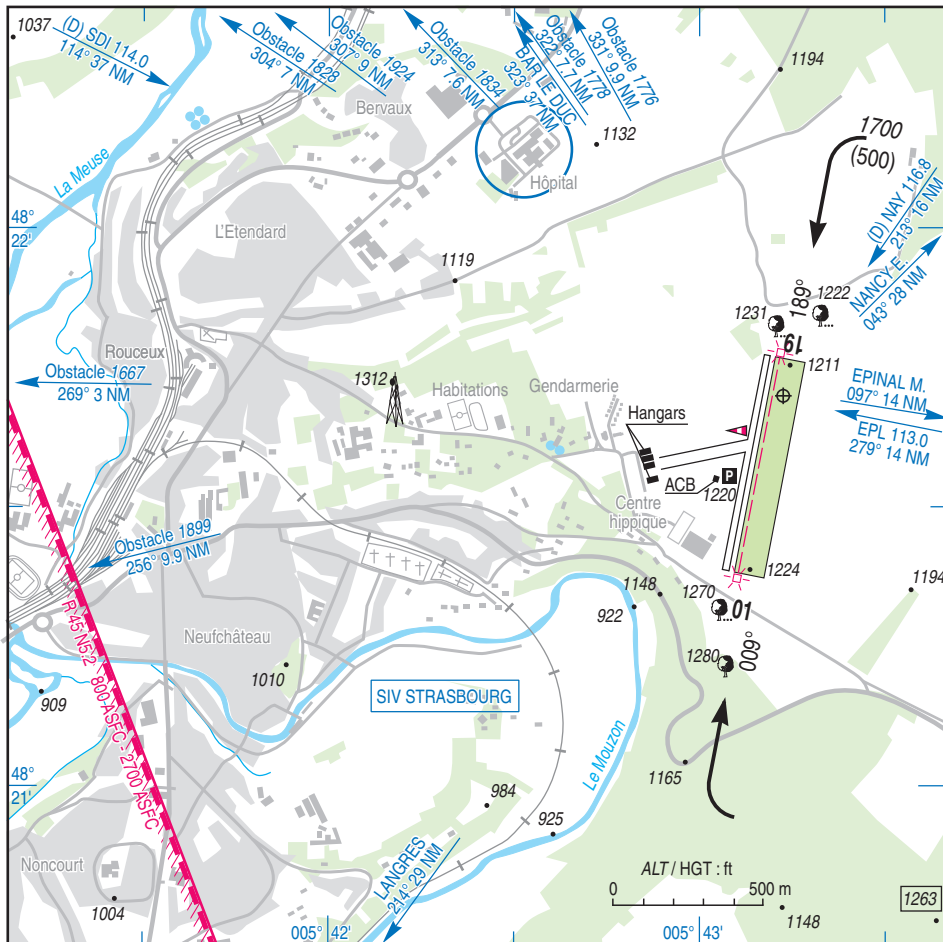 1037
(D) SDI 114.0
114° 37 NM
Obstacle 1828
304° 7 NM
Obstacle 1924
307° 9 NM
Obstacle 1834
313° 7.6 NM
BAR LE DUC
323° 37 NM
Obstacle 1778
322° 7.7 NM
Obstacle 1776
331° 9.9 NM
1194
Bervaux
1132
1700
(500)
Hôpital
La Meuse
48°
22'
L'Etendard
(D) NAY 116.8
213° 16 NM
NANCY E.
043° 28 NM
1119
189°
1222
1231
19
1211
Rouceux
Obstacle 1667
269° 3 NM
1312
Habitations
Gendarmerie
EPINAL M.
097° 14 NM
EPL 113.0
279° 14 NM
Hangars
ACB
P
1220
Centre
hippique
Obstacle 1899
256° 9.9 NM
1224
1148
1270
1194
922
01
009°
1280
Neufchâteau
1010
SIV STRASBOURG
909
R 45 N5.2 - 800 ASFC - 2700 ASFC
Le Mouzon
1165
48°
21'
984
925
Noncourt
LANGRES
214° 29 NM
ALT / HGT : ft
0
500 m
1004
1148
1263
005° 42'
005° 43'